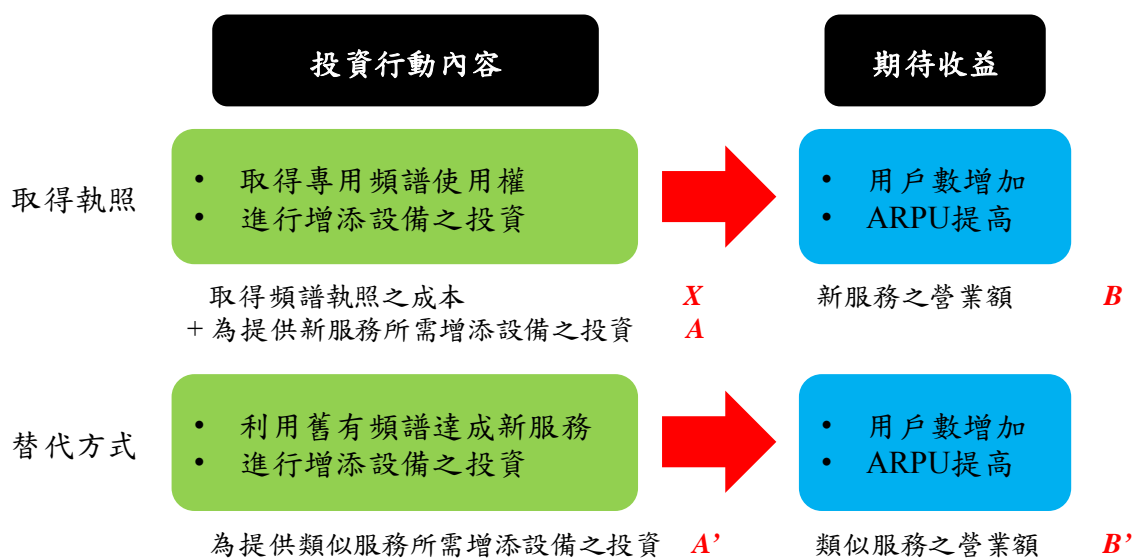 投資行動內容
期待收益
取得執照
• 取得專用頻譜使用權
• 進行增添設備之投資
• 用戶數增加
• ARPU提高
取得頻譜執照之成本 X
+ 為提供新服務所需增添設備之投資 A
新服務之營業額 B
替代方式
• 利用舊有頻譜達成新服務
• 進行增添設備之投資
• 用戶數增加
• ARPU提高
為提供類似服務所需增添設備之投資 A’
類似服務之營業額 B’